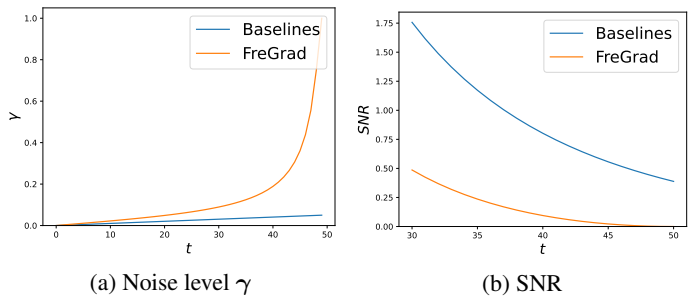 1.0
0.8
0.6
0.4
0.2
0.0
γ
0 10 20 30 40 50
t
Baselines
FreGrad
(a) Noise level γ
1.75
1.50
1.25
1.00
0.75
0.50
0.25
0.00
SNR
30 35 40 45 50
t
Baselines
FreGrad
(b) SNR